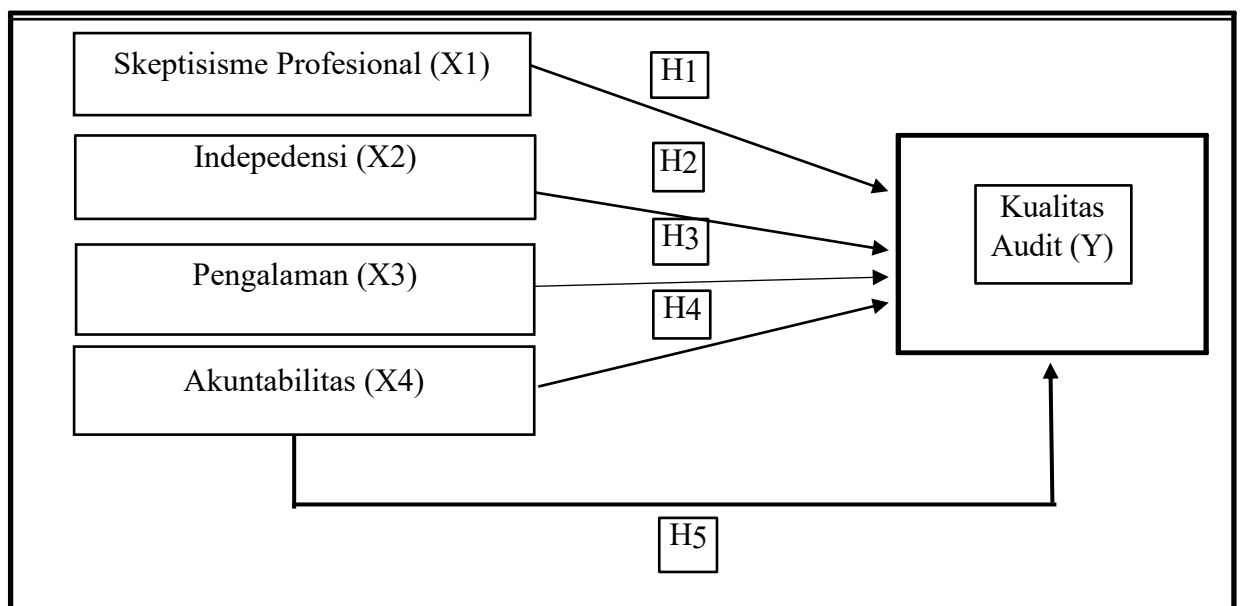 Skeptisisme Profesional (X1)
H1
Indepedensi (X2)
H2
Pengalaman (X3)
H3
Akuntabilitas (X4)
H4
Kualitas
Audit (Y)
H5